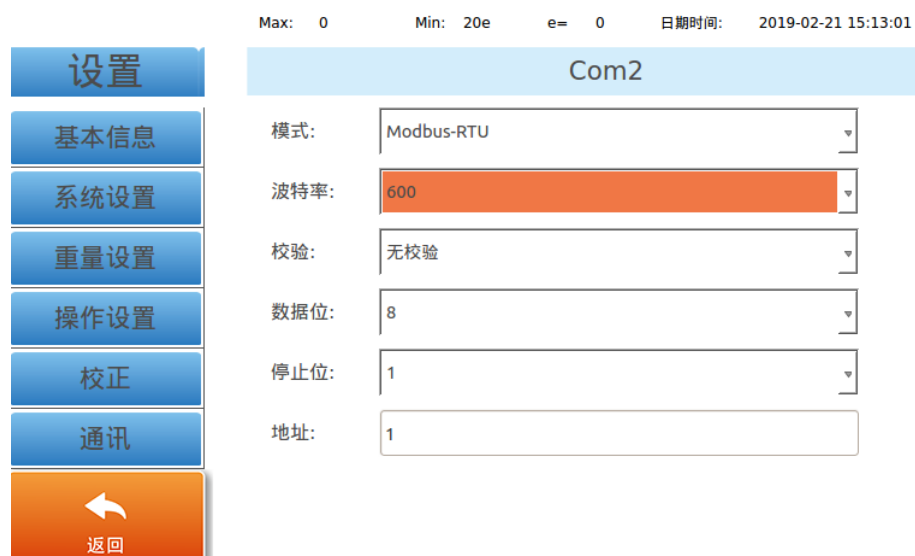 Max: 0 Min: 20e e= 0 日期时间: 2019-02-21 15:13:01
设置
Com2
基本信息
系统设置
重量设置
操作设置
校正
通讯
返回
模式: Modbus-RTU
波特率: 600
校验: 无校验
数据位: 8
停止位: 1
地址: 1